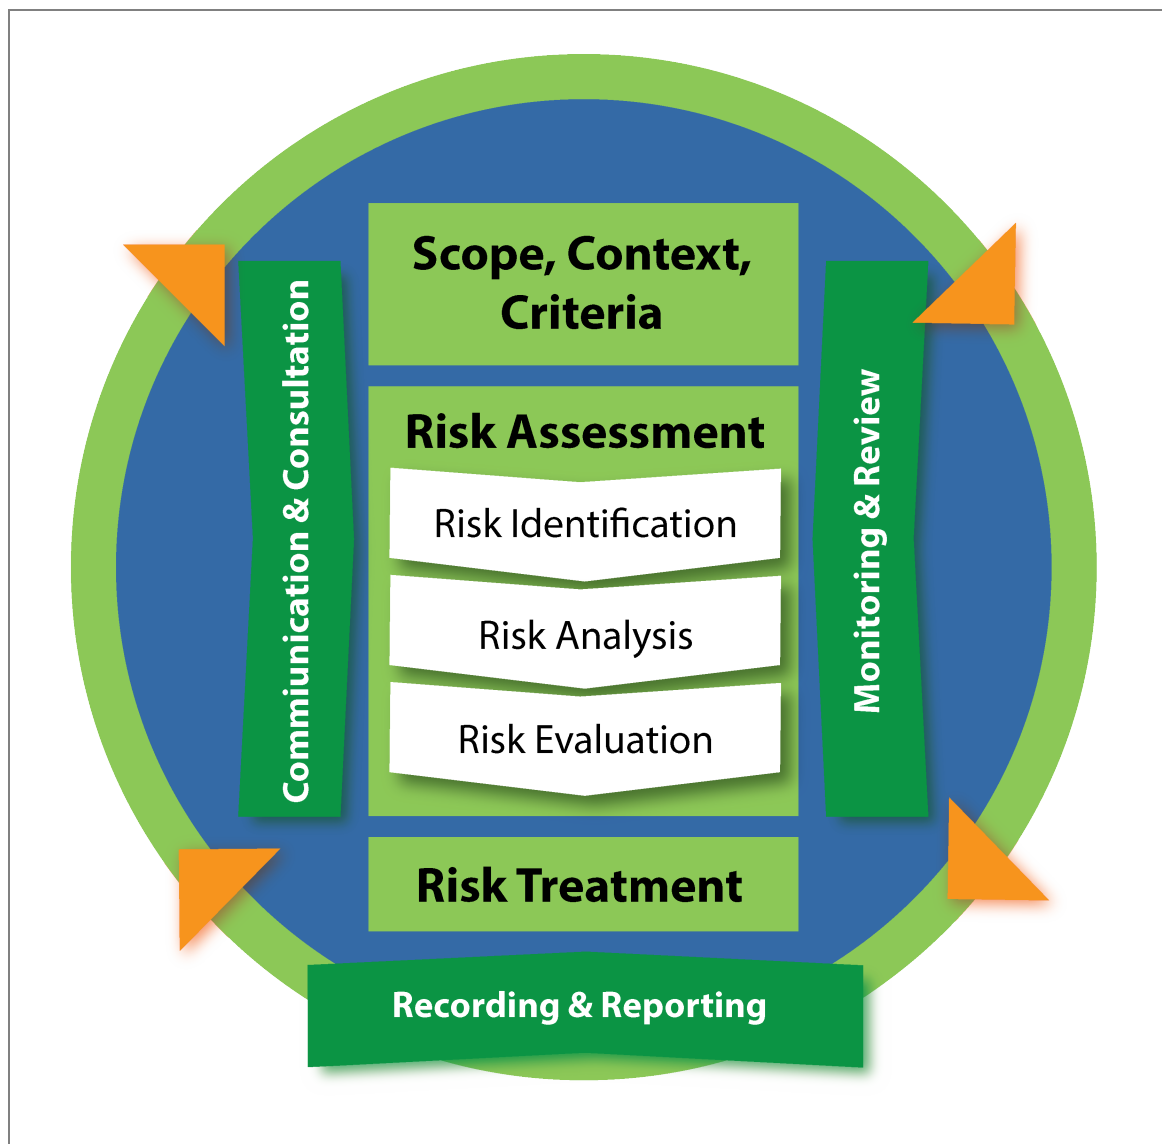 Scope, Context,
Criteria
Risk Assessment
Risk Identification
Risk Analysis
Risk Evaluation
Risk Treatment
Commiunication & Consultation
Monitoring & Review
Recording & Reporting